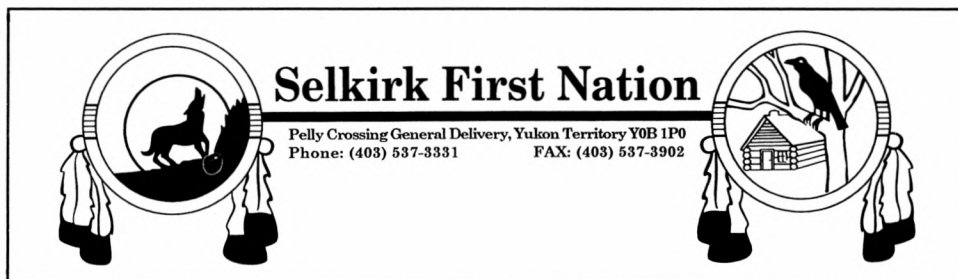 Selkirk First Nation
Pelly Crossing General Delivery, Yukon Territory Y0B 1P0
Phone: (403) 537-3331 FAX: (403) 537-3902